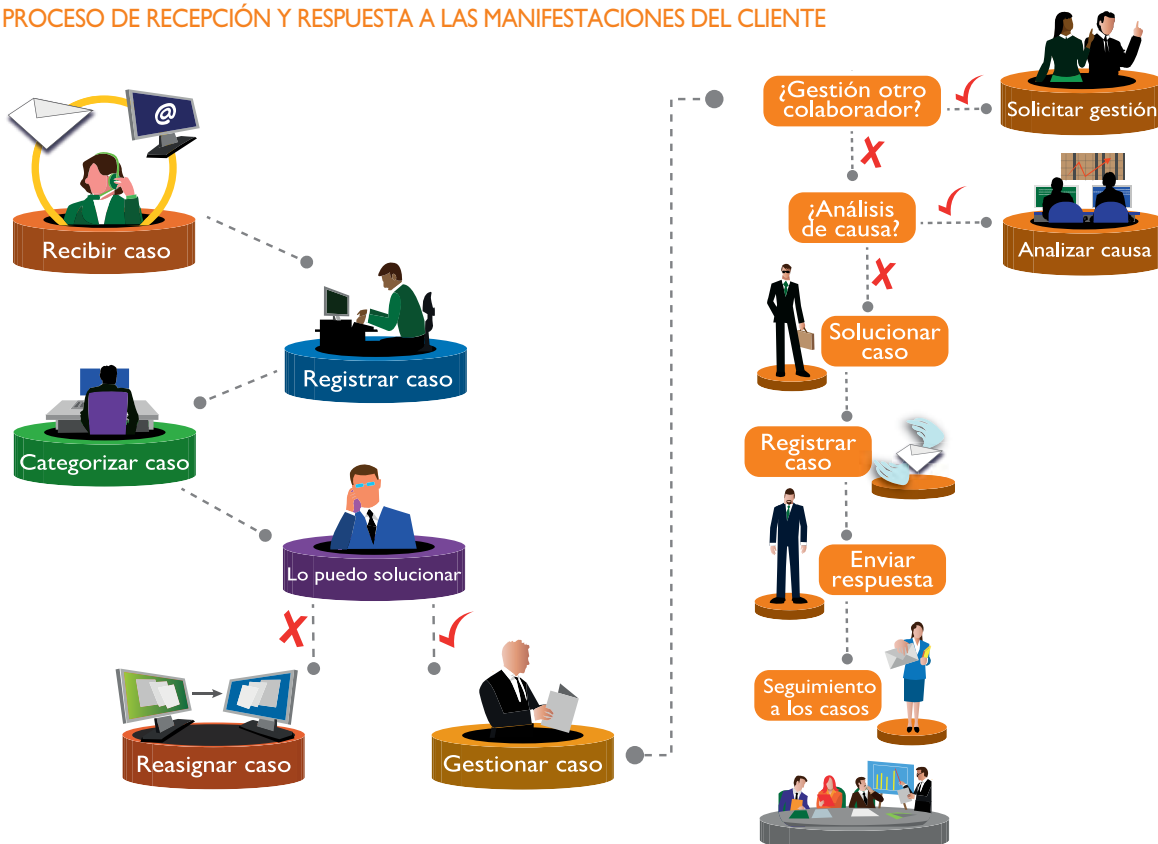 PROCESO DE RECEPCIÓN Y RESPUESTA A LAS MANIFESTACIONES DEL CLIENTE
@
Recibir caso
Registrar caso
Categorizar caso
Lo puedo solucionar
Reasignar caso
Gestionar caso
¿Gestión otro
colaborador?
Solicitar gestión
¿Análisis
de causa?
Analizar causa
Solucionar
caso
Registrar
caso
Enviar
respuesta
Seguimiento
a los casos